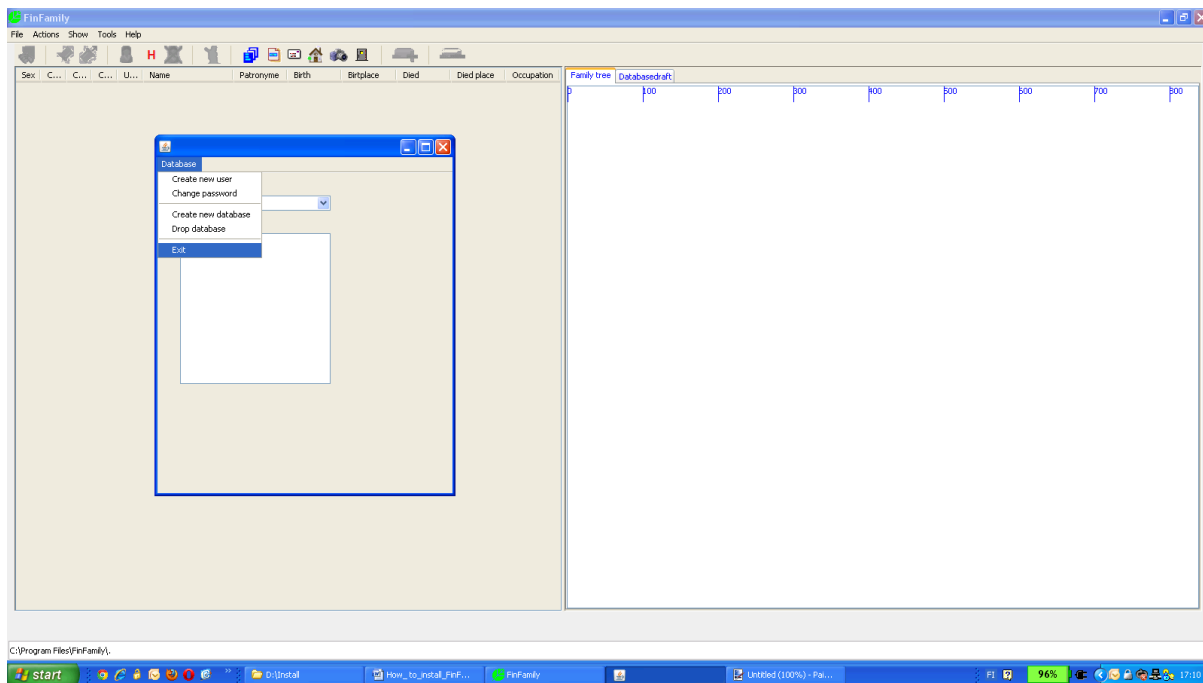 FinFamily
File Actions Show Tools Help
H
Sex C... C... C... U... Name Patronyme Birth Birtplace Died Died place Occupation
Family tree Databasedraft
0 100 200 300 400 500 600 700 800
Database
Create new user
Change password
Create new database
Drop database
Exit
C:\Program Files\FinFamily\.
start
»
D:\Install
How_to_install_FinF...
FinFamily
Untitled (100%) - Pai...
FI
96%